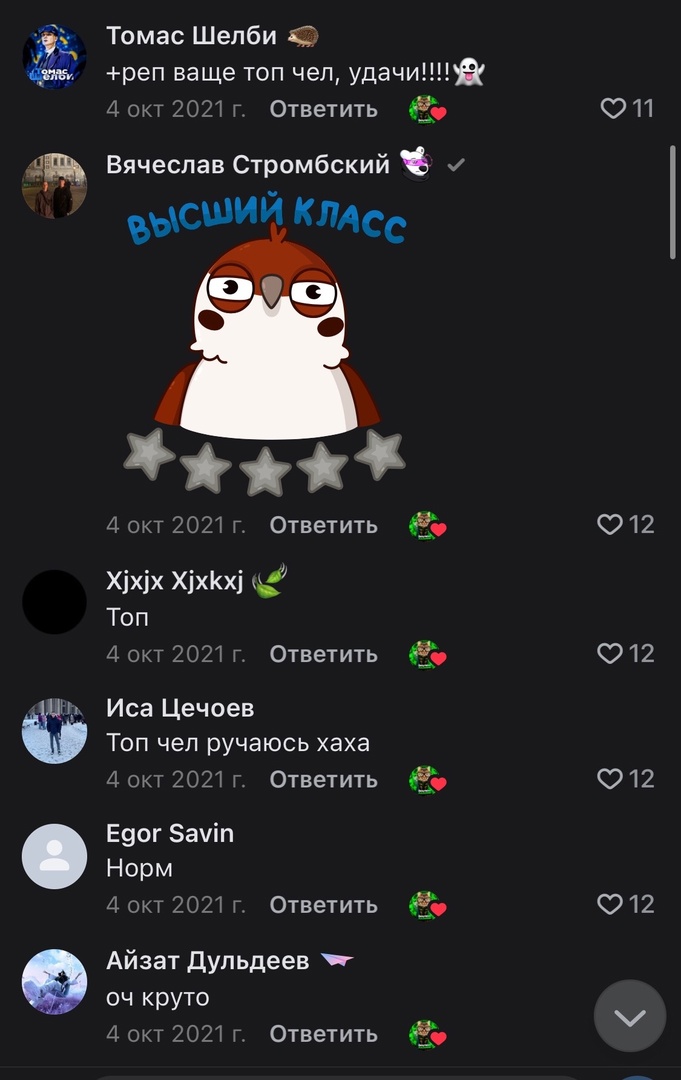 Томас Шелби
+реп ваще топ чел, удачи!!!!
4 окт 2021 г. Ответить 11
Вячеслав Стромбский
ВЫСШИЙ КЛАСС
4 окт 2021 г. Ответить 12
Xjxjx Xjxkxj
Топ
4 окт 2021 г. Ответить 12
Иса Цечоев
Топ чел ручаюсь хаха
4 окт 2021 г. Ответить 12
Egor Savin
Норм
4 окт 2021 г. Ответить 12
Айзат Дульдеев
оч круто
4 окт 2021 г. Ответить